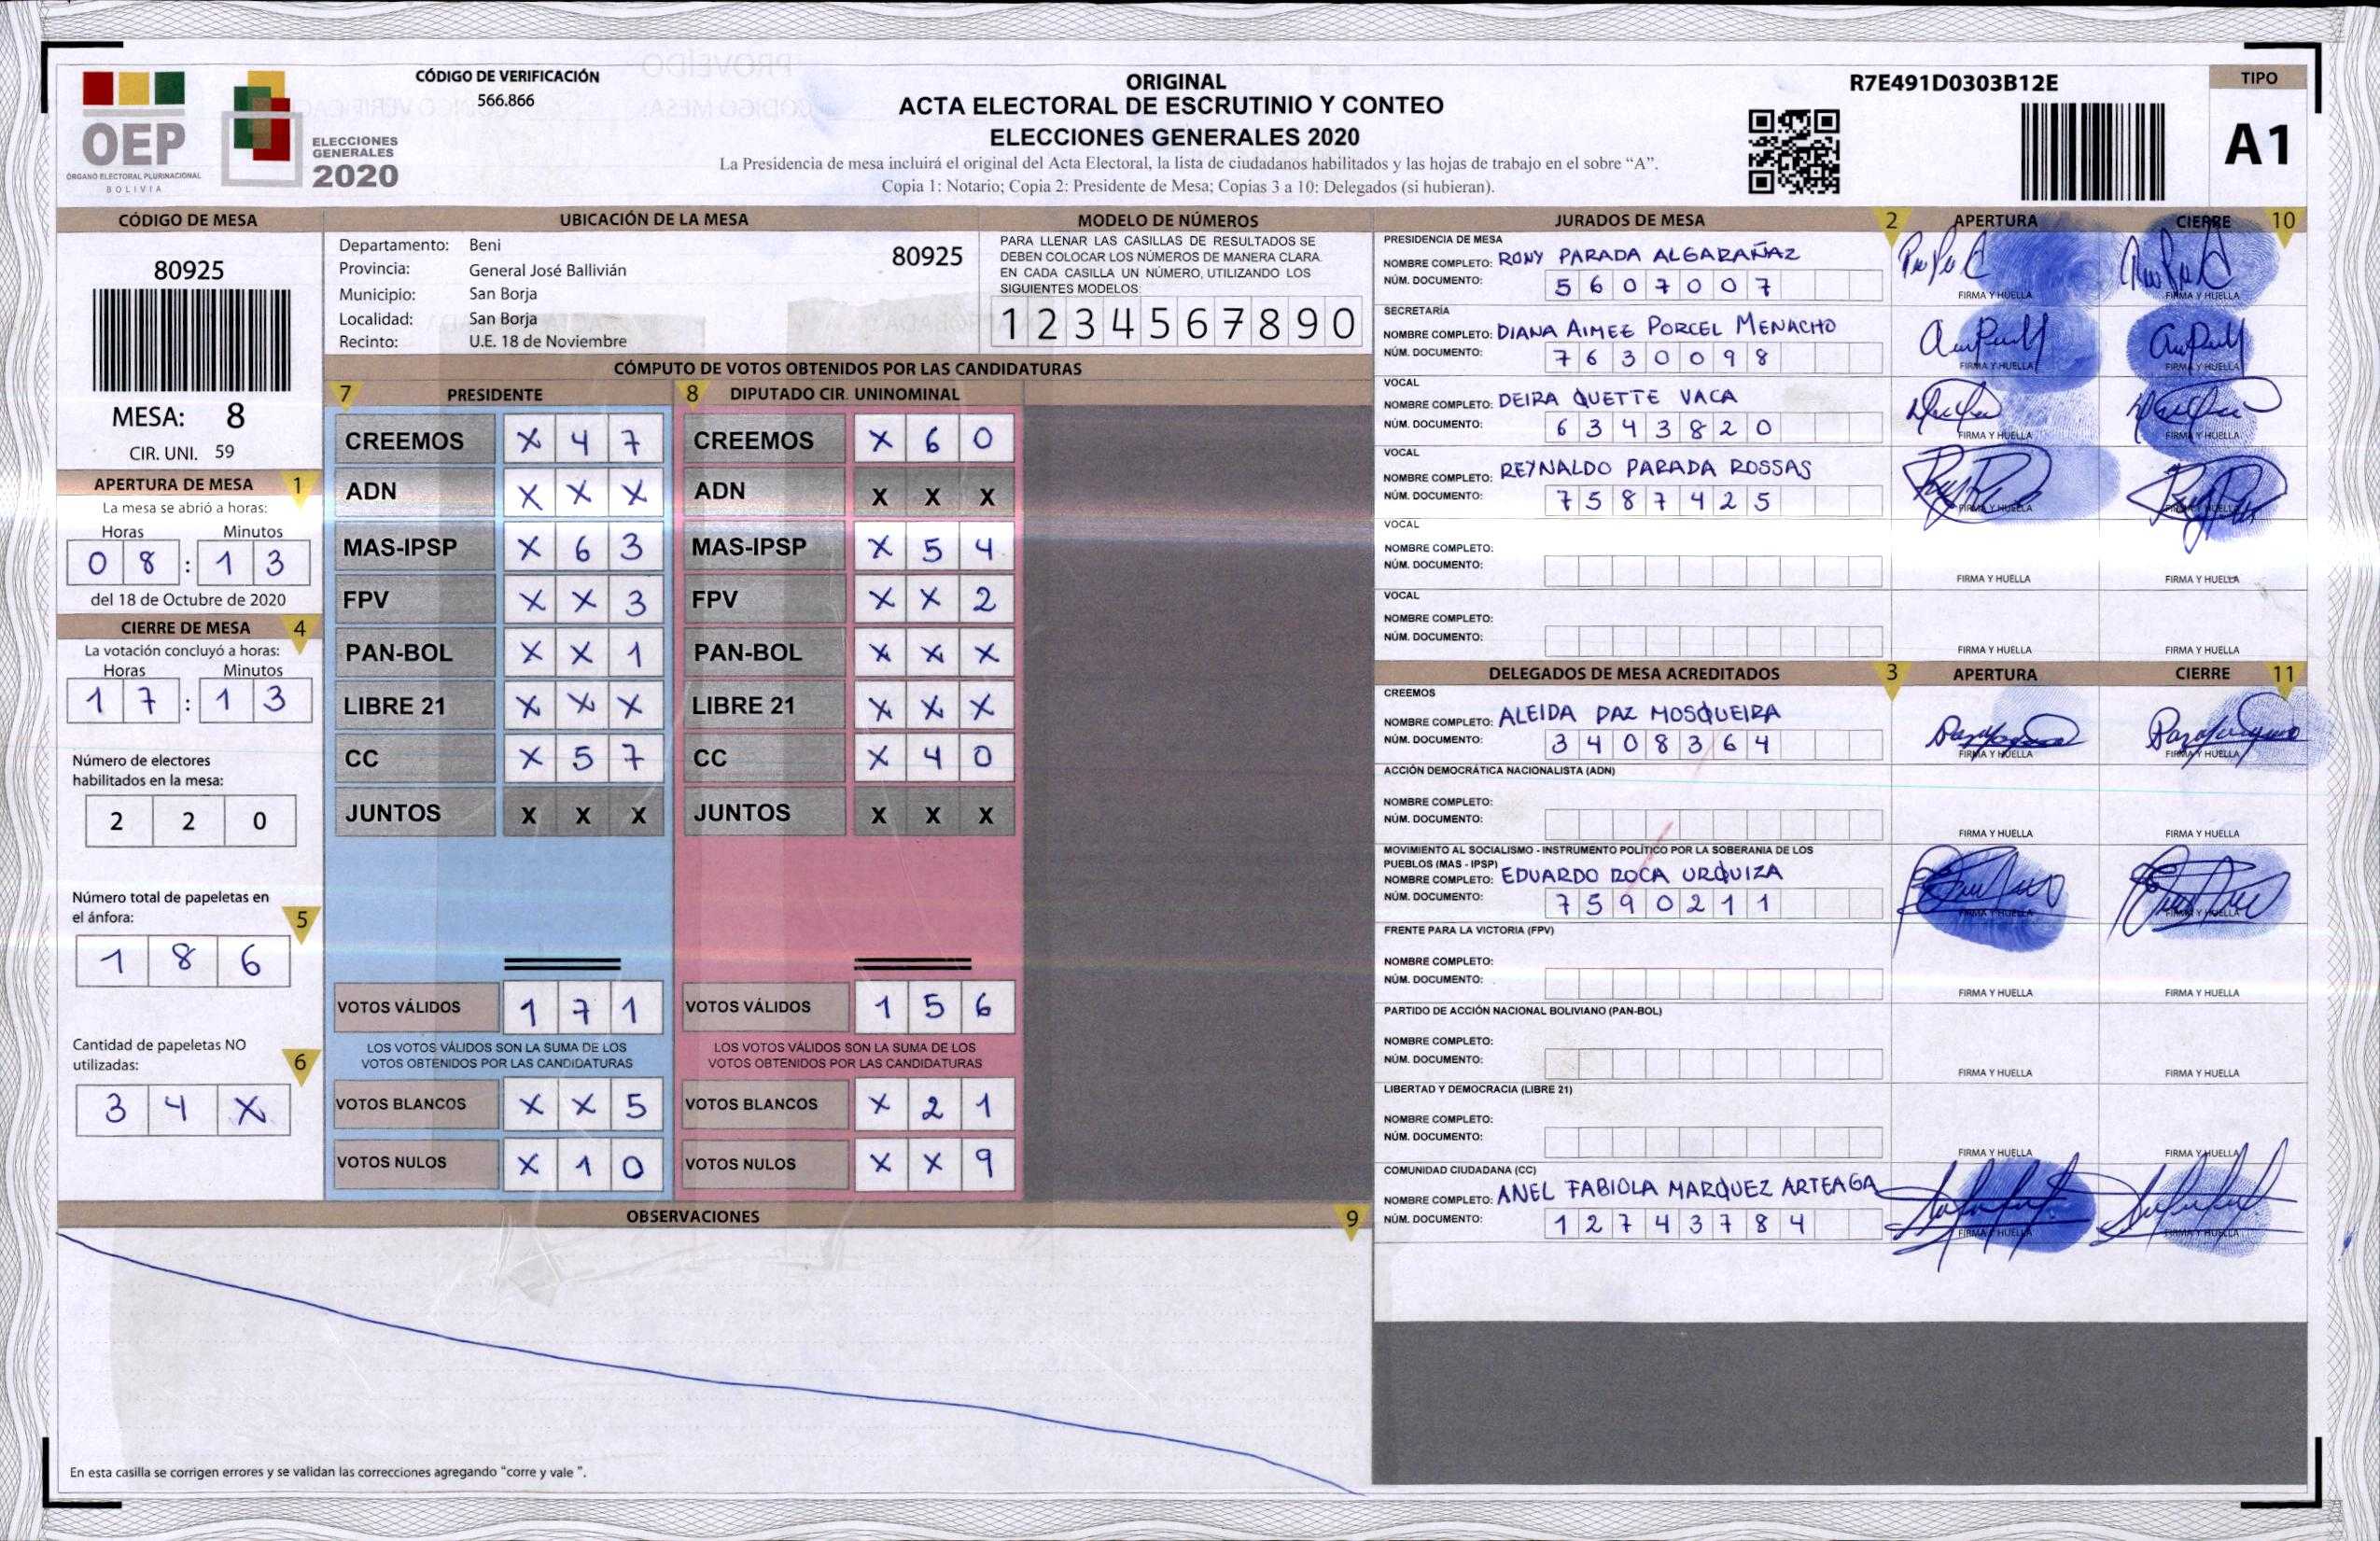 OEP
ÓRGANO ELECTORAL PLURINACIONAL
BOLIVIA
ELECCIONES
GENERALES
2020
CÓDIGO DE VERIFICACIÓN
566.866
ORIGINAL
ACTA ELECTORAL DE ESCRUTINIO Y CONTEO
ELECCIONES GENERALES 2020
La Presidencia de mesa incluirá el original del Acta Electoral, la lista de ciudadanos habilitados y las hojas de trabajo en el sobre “A”.
Copia 1: Notario; Copia 2: Presidente de Mesa; Copias 3 a 10: Delegados (si hubieran).
R7E491D0303B12E
TIPO
A1
CÓDIGO DE MESA
80925
MESA: 8
CIR. UNI. 59
APERTURA DE MESA 1
La mesa se abrió a horas:
Horas Minutos
08:13
del 18 de Octubre de 2020
CIERRE DE MESA 4
La votación concluyó a horas:
Horas Minutos
17:13
Número de electores
habilitados en la mesa:
2 2 0
Número total de papeletas en
el ánfora: 5
1 8 6
Cantidad de papeletas NO
utilizadas: 6
3 4 X
UBICACIÓN DE LA MESA
Departamento: Beni 80925
Provincia: General José Ballivián
Municipio: San Borja
Localidad: San Borja
Recinto: U.E. 18 de Noviembre
MODELO DE NÚMEROS
PARA LLENAR LAS CASILLAS DE RESULTADOS SE
DEBEN COLOCAR LOS NÚMEROS DE MANERA CLARA.
EN CADA CASILLA UN NÚMERO, UTILIZANDO LOS
SIGUIENTES MODELOS:
1 2 3 4 5 6 7 8 9 0
CÓMPUTO DE VOTOS OBTENIDOS POR LAS CANDIDATURAS
7 PRESIDENTE 8 DIPUTADO CIR. UNINOMINAL
CREEMOS X 4 7 CREEMOS X 6 0
ADN X X X ADN X X X
MAS-IPSP X 6 3 MAS-IPSP X 5 4
FPV X X 3 FPV X X 2
PAN-BOL X X 1 PAN-BOL X X X
LIBRE 21 X X X LIBRE 21 X X X
CC X 5 7 CC X 4 0
JUNTOS X X X JUNTOS X X X
VOTOS VÁLIDOS 1 7 1 VOTOS VÁLIDOS 1 5 6
LOS VOTOS VÁLIDOS SON LA SUMA DE LOS LOS VOTOS VÁLIDOS SON LA SUMA DE LOS
VOTOS OBTENIDOS POR LAS CANDIDATURAS VOTOS OBTENIDOS POR LAS CANDIDATURAS
VOTOS BLANCOS X X 5 VOTOS BLANCOS X 2 1
VOTOS NULOS X 1 0 VOTOS NULOS X X 9
OBSERVACIONES 9
En esta casilla se corrigen errores y se validan las correcciones agregando “corre y vale ”.
JURADOS DE MESA 2 APERTURA CIERRE 10
PRESIDENCIA DE MESA
NOMBRE COMPLETO: RONY PARADA ALGARAÑAZ
NÚM. DOCUMENTO: 5607007 FIRMA Y HUELLA FIRMA Y HUELLA
SECRETARÍA
NOMBRE COMPLETO: DIANA AIMEE PORCEL MENACHO
NÚM. DOCUMENTO: 7630098 FIRMA Y HUELLA FIRMA Y HUELLA
VOCAL
NOMBRE COMPLETO: DEIRA QUETTE VACA
NÚM. DOCUMENTO: 6343820 FIRMA Y HUELLA FIRMA Y HUELLA
VOCAL
NOMBRE COMPLETO: REYNALDO PARADA ROSSAS
NÚM. DOCUMENTO: 7587425 FIRMA Y HUELLA FIRMA Y HUELLA
VOCAL
NOMBRE COMPLETO:
NÚM. DOCUMENTO: FIRMA Y HUELLA FIRMA Y HUELLA
VOCAL
NOMBRE COMPLETO:
NÚM. DOCUMENTO: FIRMA Y HUELLA FIRMA Y HUELLA
DELEGADOS DE MESA ACREDITADOS 3 APERTURA CIERRE 11
CREEMOS
NOMBRE COMPLETO: ALEIDA PAZ MOSQUEIRA
NÚM. DOCUMENTO: 3408364 FIRMA Y HUELLA FIRMA Y HUELLA
ACCIÓN DEMOCRÁTICA NACIONALISTA (ADN)
NOMBRE COMPLETO:
NÚM. DOCUMENTO: FIRMA Y HUELLA FIRMA Y HUELLA
MOVIMIENTO AL SOCIALISMO - INSTRUMENTO POLÍTICO POR LA SOBERANIA DE LOS
PUEBLOS (MAS - IPSP)
NOMBRE COMPLETO: EDUARDO ROCA URQUIZA
NÚM. DOCUMENTO: 7590211 FIRMA Y HUELLA FIRMA Y HUELLA
FRENTE PARA LA VICTORIA (FPV)
NOMBRE COMPLETO:
NÚM. DOCUMENTO: FIRMA Y HUELLA FIRMA Y HUELLA
PARTIDO DE ACCIÓN NACIONAL BOLIVIANO (PAN-BOL)
NOMBRE COMPLETO:
NÚM. DOCUMENTO: FIRMA Y HUELLA FIRMA Y HUELLA
LIBERTAD Y DEMOCRACIA (LIBRE 21)
NOMBRE COMPLETO:
NÚM. DOCUMENTO: FIRMA Y HUELLA FIRMA Y HUELLA
COMUNIDAD CIUDADANA (CC)
NOMBRE COMPLETO: ANEL FABIOLA MARQUEZ ARTEAGA
NÚM. DOCUMENTO: 12743784 FIRMA Y HUELLA FIRMA Y HUELLA